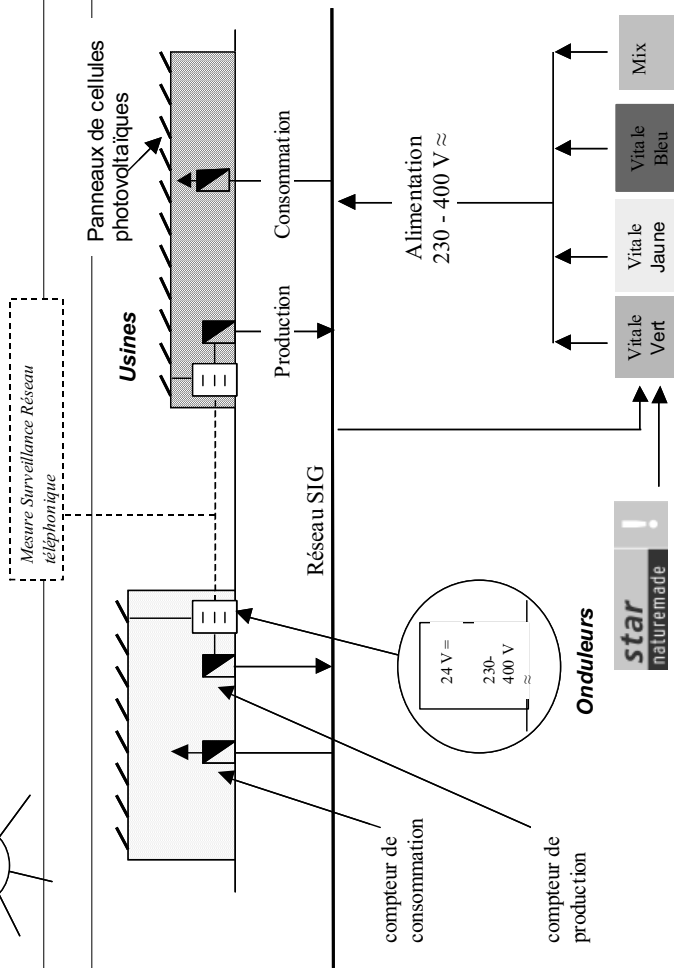 Mesure Surveillance Réseau
téléphonique
Panneaux de cellules
photovoltaïques
Usines
Production
Consommation
Réseau SIG
Alimentation
230 - 400 V ≈
compteur de
consommation
compteur de
production
24 V =
230-
400 V
≈
Onduleurs
star
naturemade
!
Vitale
Vert
Vitale
Jaune
Vitale
Bleu
Mix